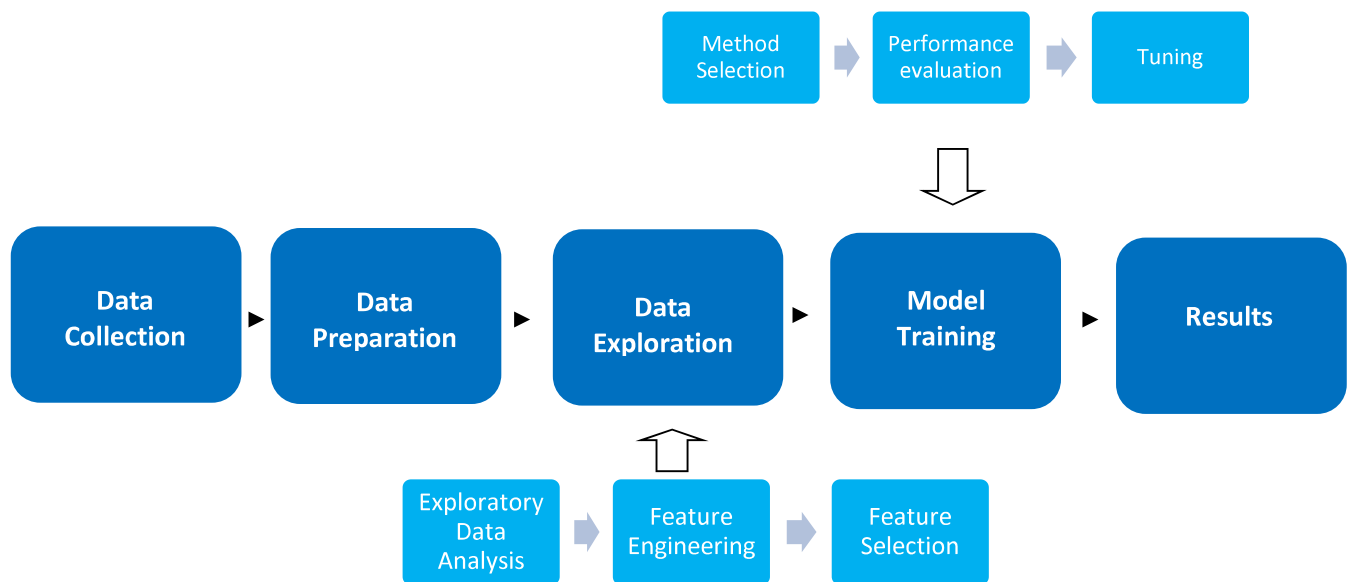 Method
Selection
Performance
evaluation
Tuning
Data
Collection
Data
Preparation
Data
Exploration
Model
Training
Results
Exploratory
Data
Analysis
Feature
Engineering
Feature
Selection